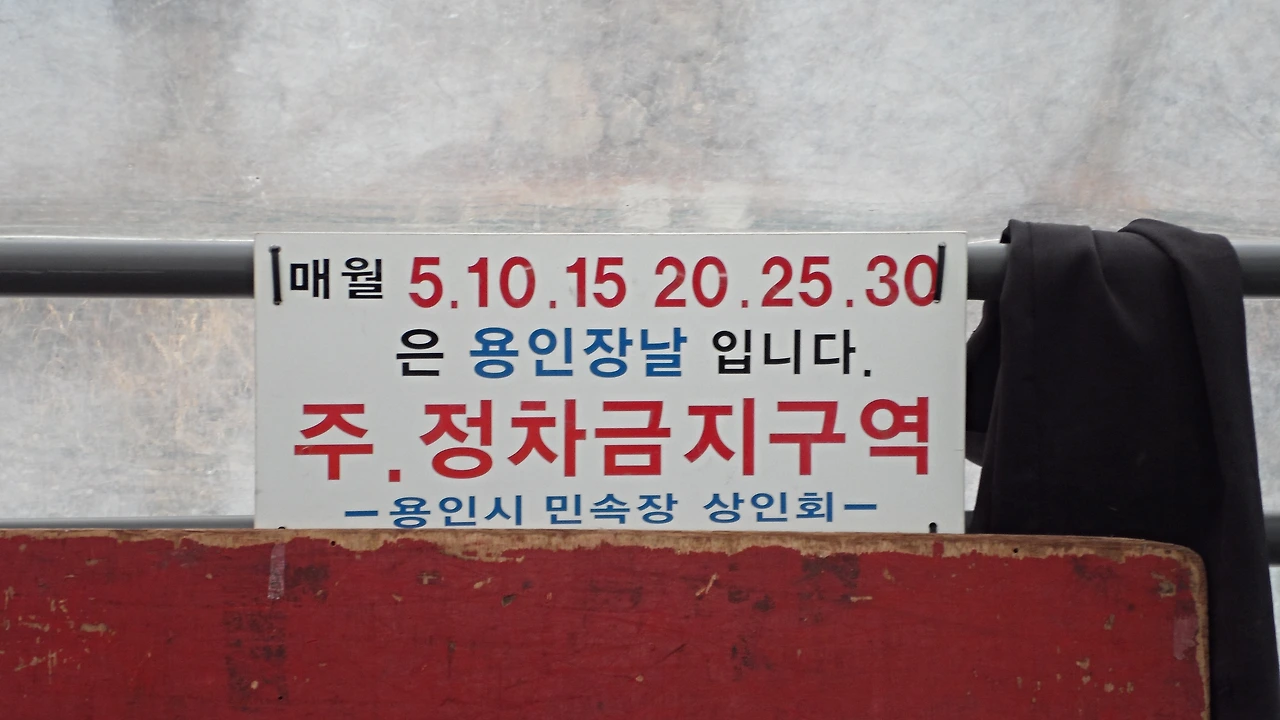 매월 5.10.15 20.25.30
은 용인장날 입니다.
주.정차금지구역
-용인시 민속장 상인회-